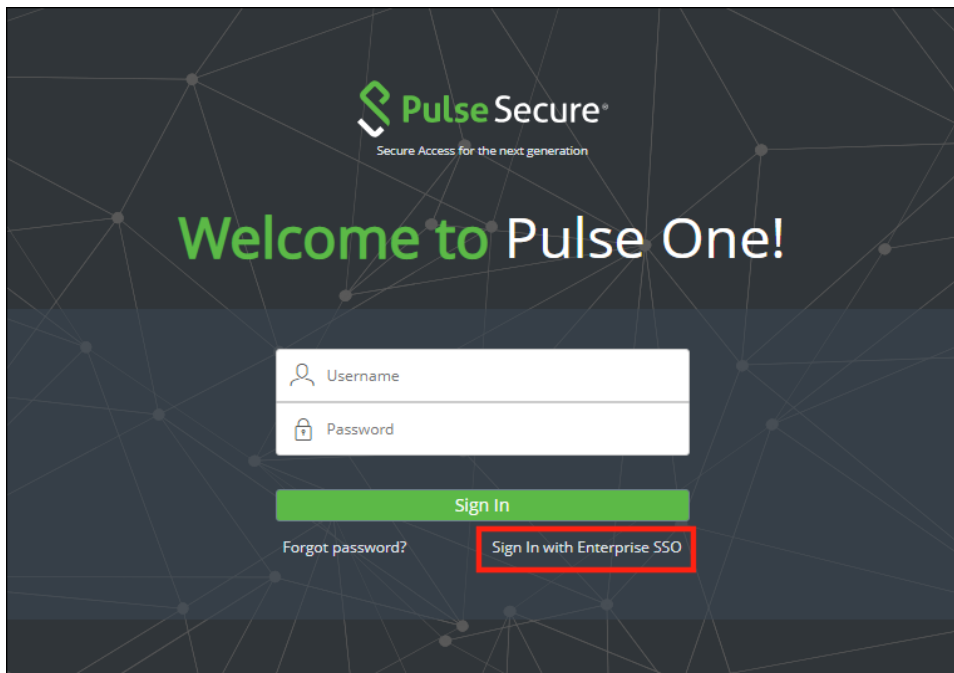 Pulse Secure®
Secure Access for the next generation
Welcome to Pulse One!
Username
Password
Sign In
Forgot password? Sign In with Enterprise SSO